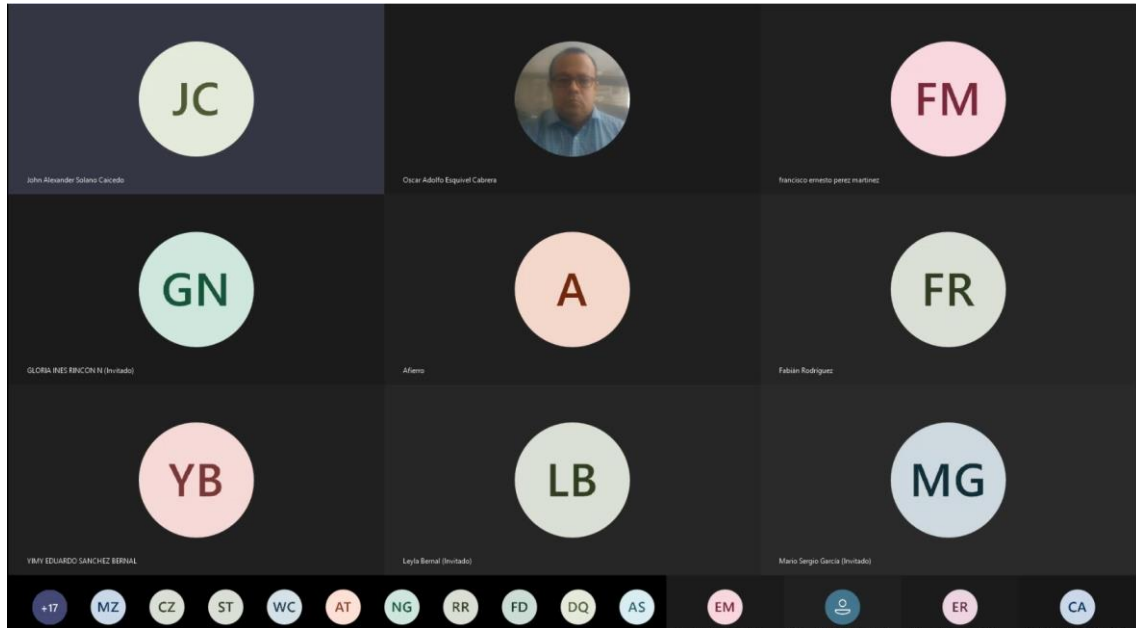 JC
John Alexander Solano Caicedo
Oscar Adolfo Esquivel Cabrera
FM
francisco ernesto perez martinez
GN
GLORIA INES RINCON N (Invitado)
A
Afierro
FR
Fabián Rodríguez
YB
YIMY EDUARDO SANCHEZ BERNAL
LB
Leyla Bernal (Invitado)
MG
Mario Sergio García (Invitado)
+17 MZ CZ ST WC AT NG RR FD DQ AS EM ER CA